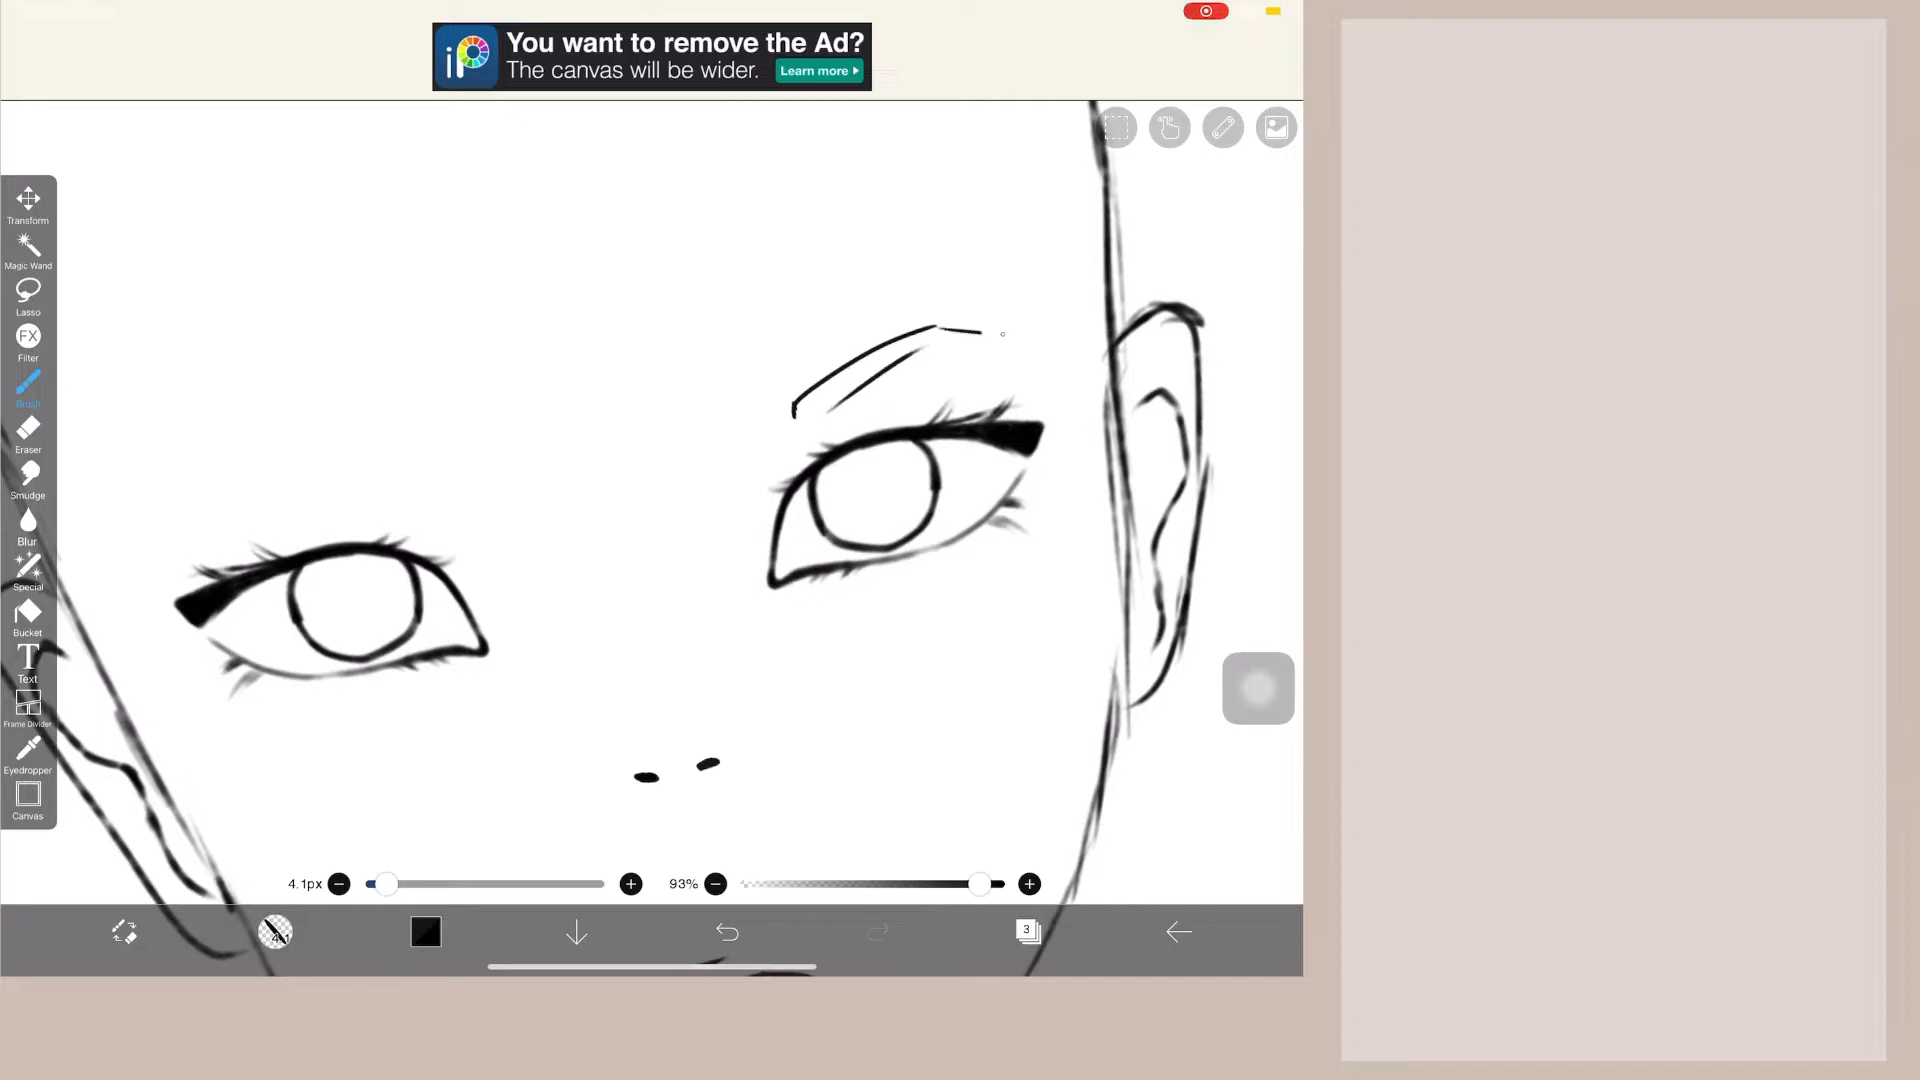 iP
You want to remove the Ad?
The canvas will be wider.
Learn more
Transform
Magic Wand
Lasso
FX
Filter
Brush
Eraser
Smudge
Blur
Special
Bucket
T
Text
Frame Divider
Eyedropper
Canvas
4.1px
93%
3